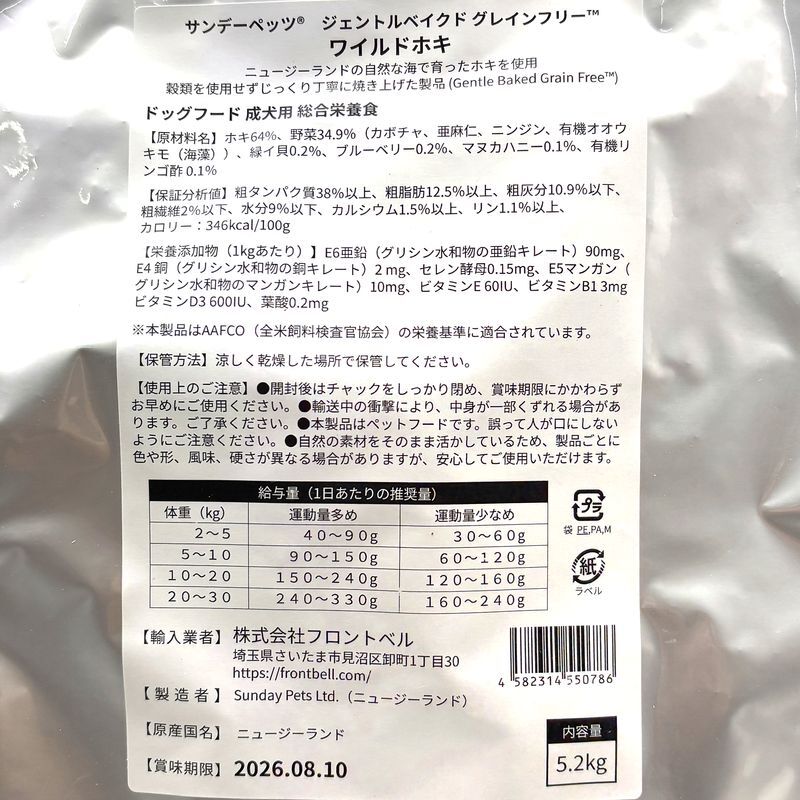 サンデーペッツ® ジェントルベイクド グレインフリー™
ワイルドホキ
ニュージーランドの自然な海で育ったホキを使用
穀類を使用せずじっくり丁寧に焼き上げた製品 (Gentle Baked Grain Free™)
ドッグフード 成犬用 総合栄養食
【原材料名】ホキ64%、野菜34.9%（カボチャ、亜麻仁、ニンジン、有機オオウ
キモ（海藻））、緑イ貝0.2%、ブルーベリー0.2%、マヌカハニー0.1%、有機リ
ンゴ酢 0.1%
【保証分析値】粗タンパク質38%以上、粗脂肪12.5%以上、粗灰分10.9%以下、
粗繊維2%以下、水分9%以下、カルシウム1.5%以上、リン1.1%以上、
カロリー：346kcal/100g
【栄養添加物（1kgあたり）】E6亜鉛（グリシン水和物の亜鉛キレート）90mg、
E4 銅（グリシン水和物の銅キレート）2 mg、セレン酵母0.15mg、E5マンガン（
グリシン水和物のマンガンキレート）10mg、ビタミンE 60IU、ビタミンB1 3mg
ビタミンD3 600IU、葉酸0.2mg
※本製品はAAFCO（全米飼料検査官協会）の栄養基準に適合されています。
【保管方法】涼しく乾燥した場所で保管してください。
【使用上のご注意】●開封後はチャックをしっかり閉め、賞味期限にかかわらず
お早めにご使用ください。●輸送中の衝撃により、中身が一部くずれる場合があ
ります。ご了承ください。●本製品はペットフードです。誤って人が口にしない
ようにご注意ください。●自然の素材をそのまま活かしているため、製品ごとに
色や形、風味、硬さが異なる場合がありますが、安心してご使用いただけます。
給与量（1日あたりの推奨量）
体重（kg） 運動量多め 運動量少なめ
2～5 40～90g 30～60g
5～10 90～150g 60～120g
10～20 150～240g 120～160g
20～30 240～330g 160～240g
プラ
袋 PE,PA,M
紙
ラベル
【輸入業者】株式会社フロントベル
埼玉県さいたま市見沼区卸町1丁目30
https://frontbell.com/
4 582314 550786
【製造者】Sunday Pets Ltd.（ニュージーランド）
【原産国名】ニュージーランド
【賞味期限】2026.08.10
内容量
5.2kg